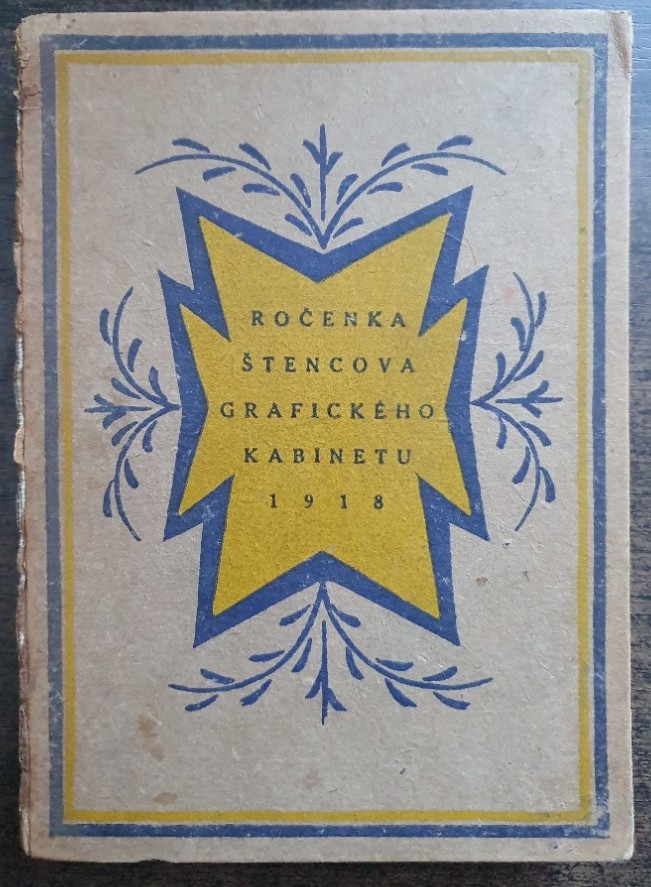 ROČENKA
ŠTENCOVA
GRAFICKÉHO
KABINETU
1918